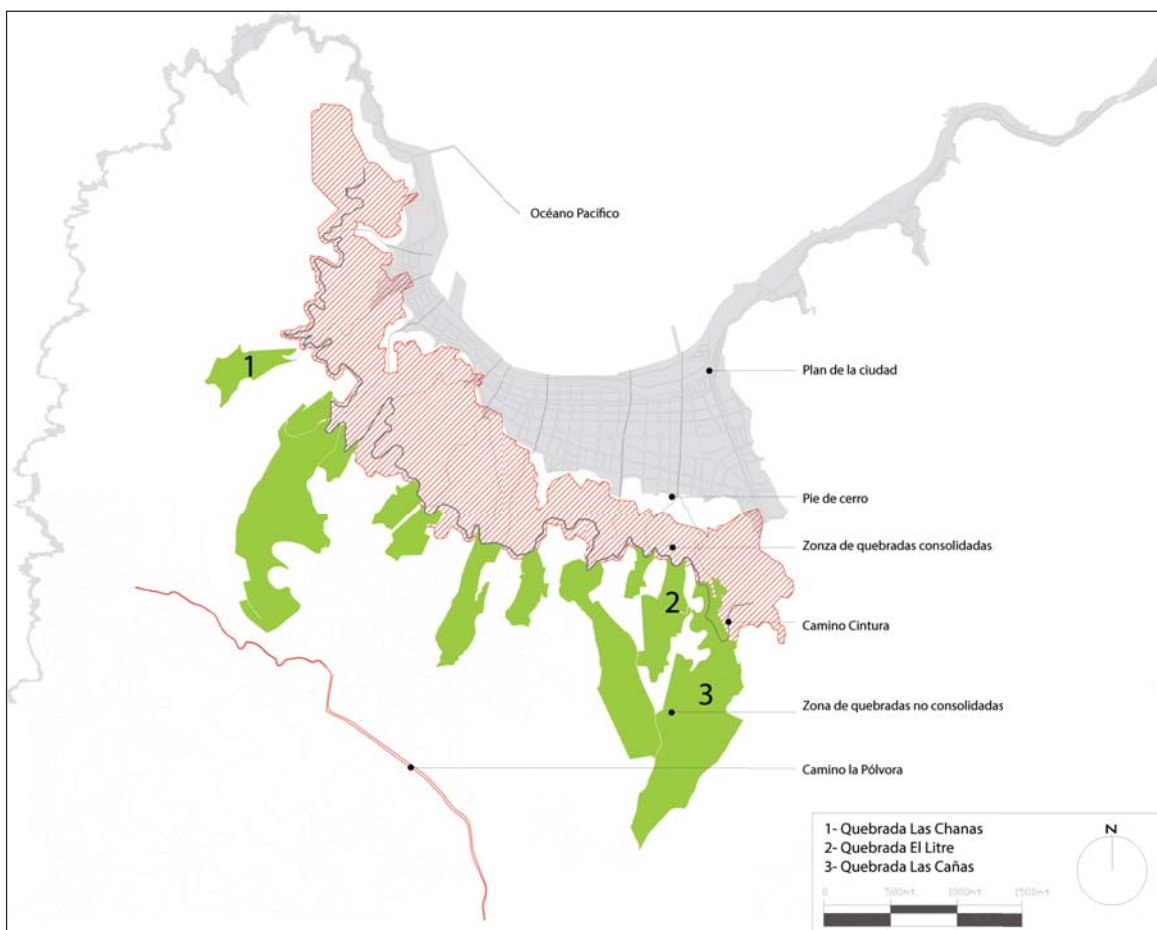 Océano Pacífico
1
Plan de la ciudad
Pie de cerro
Zonza de quebradas consolidadas
2
Camino Cintura
3
Zona de quebradas no consolidadas
Camino la Pólvora
1- Quebrada Las Chanas
2- Quebrada El Litre
3- Quebrada Las Cañas
N
0 500mt 1000mt 1500mt